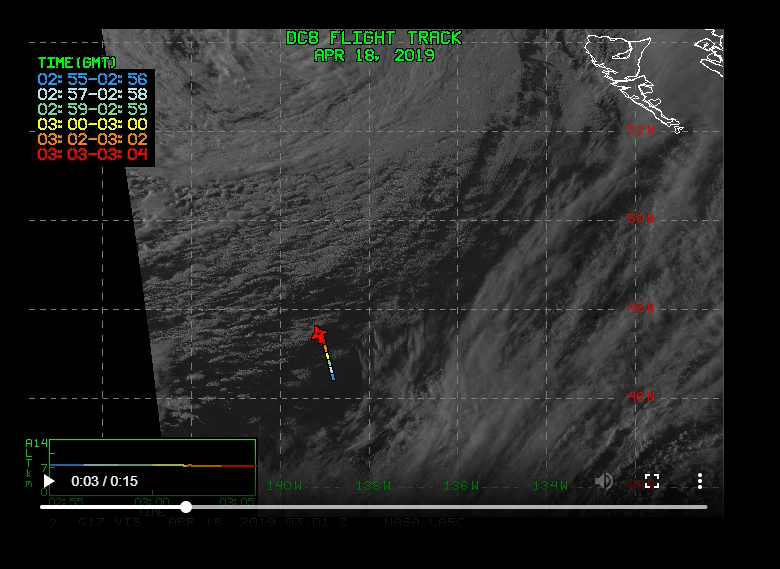 DC8 FLIGHT TRACK
APR 18, 2019
TIME(GMT)
02:55-02:56
02:57-02:58
02:59-02:59
03:00-03:00
03:02-03:02
03:03-03:04
52N
50N
48N
46N
140W 138W 136W 134W
ALT km
14
7
0
02:55 03:00 03:05
TIME
0:03 / 0:15
2 G17 VIS APR 18, 2019 03:01 Z NASA LARC